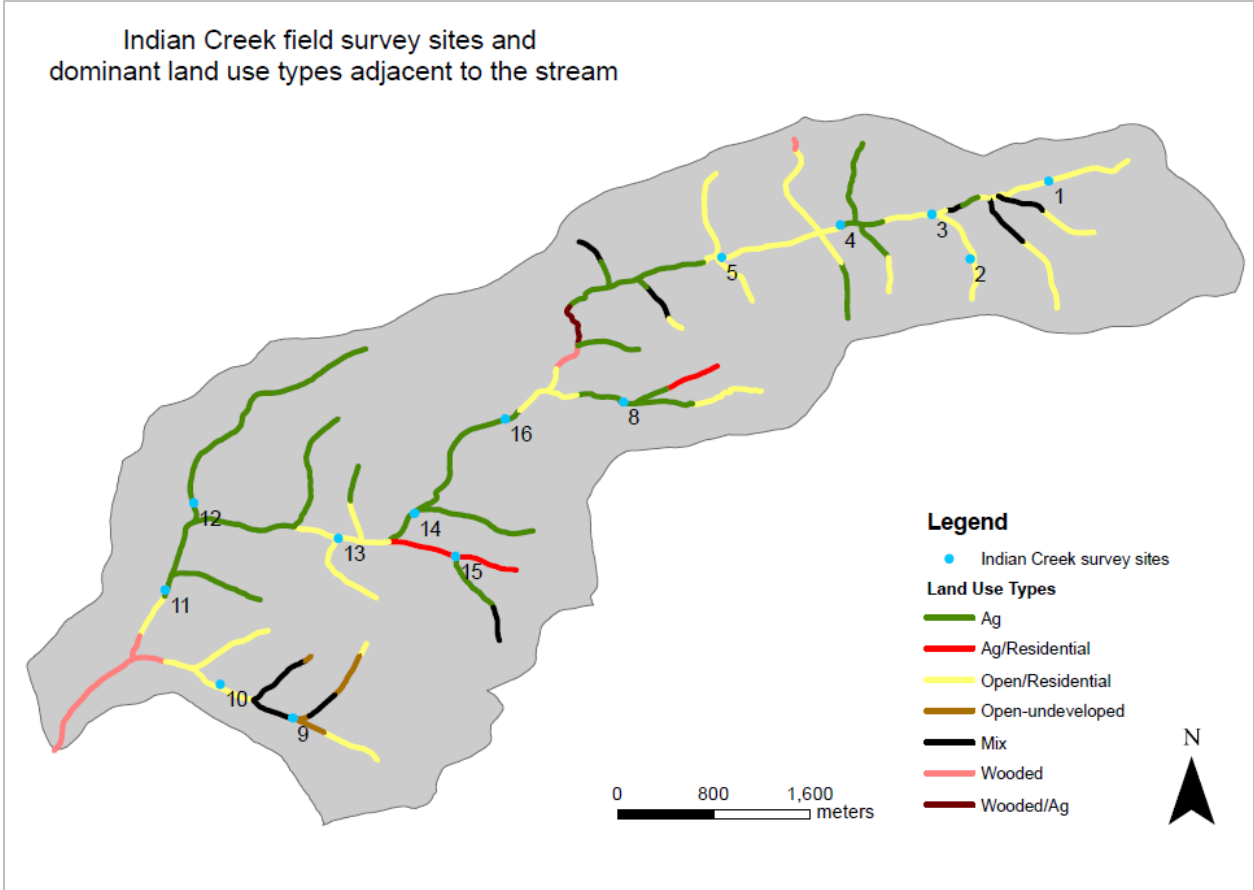 Indian Creek field survey sites and
dominant land use types adjacent to the stream
1
2
3
4
5
8
16
14
12
13
15
11
10
9
Legend
Indian Creek survey sites
Land Use Types
Ag
Ag/Residential
Open/Residential
Open-undeveloped
Mix
Wooded
Wooded/Ag
N
0 800 1,600
meters